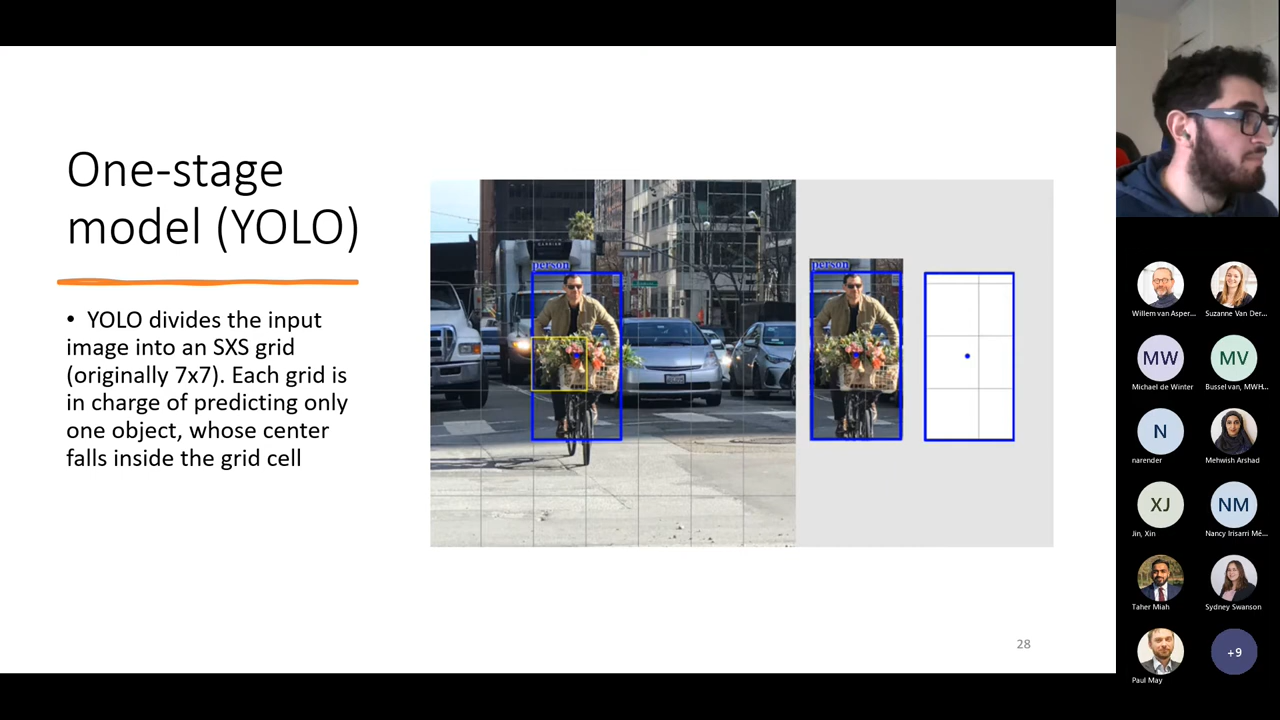 One-stage
model (YOLO)
• YOLO divides the input
image into an SXS grid
(originally 7x7). Each grid is
in charge of predicting only
one object, whose center
falls inside the grid cell
person
person
28
Willem van Asper...
Suzanne Van Der...
MW
MV
Michael de Winter
Bussel van, MWH...
N
narender
Mehwish Arshad
XJ
NM
Jin, Xin
Nancy Irisarri Mé...
Taher Miah
Sydney Swanson
Paul May
+9